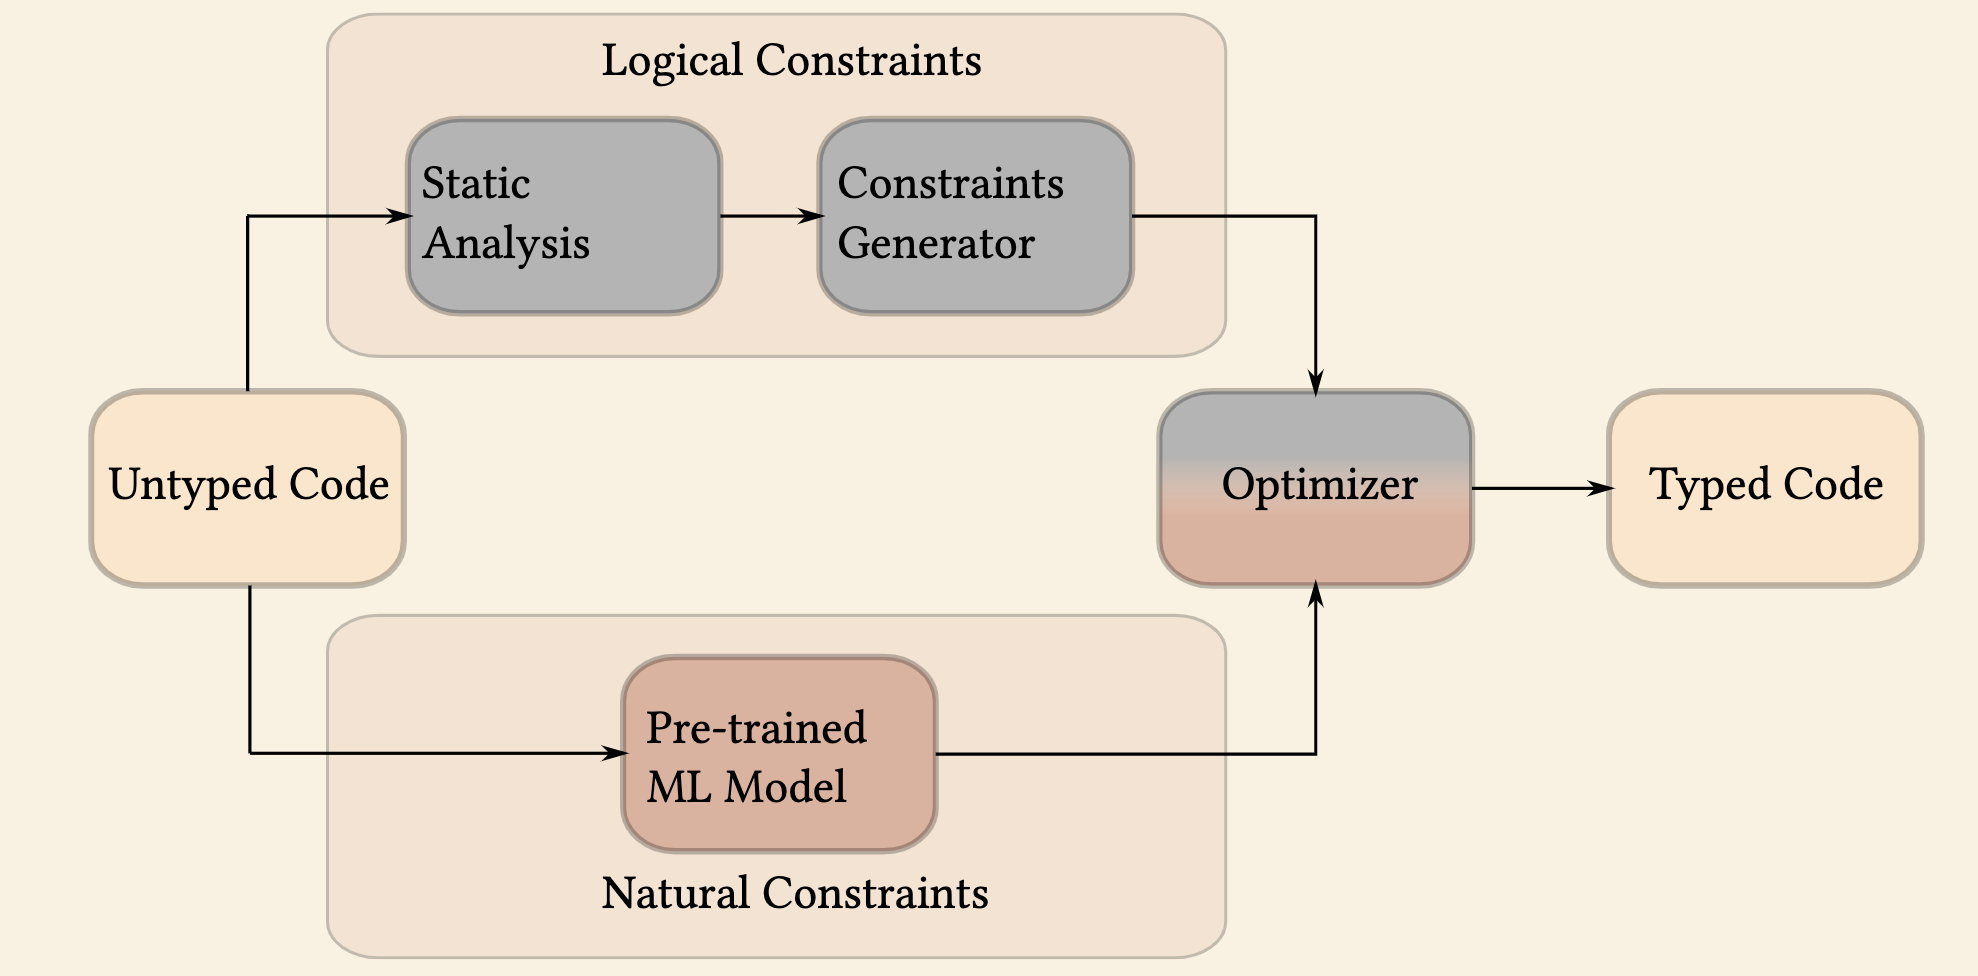 Logical Constraints
Static
Analysis
Constraints
Generator
Untyped Code
Optimizer
Typed Code
Pre-trained
ML Model
Natural Constraints